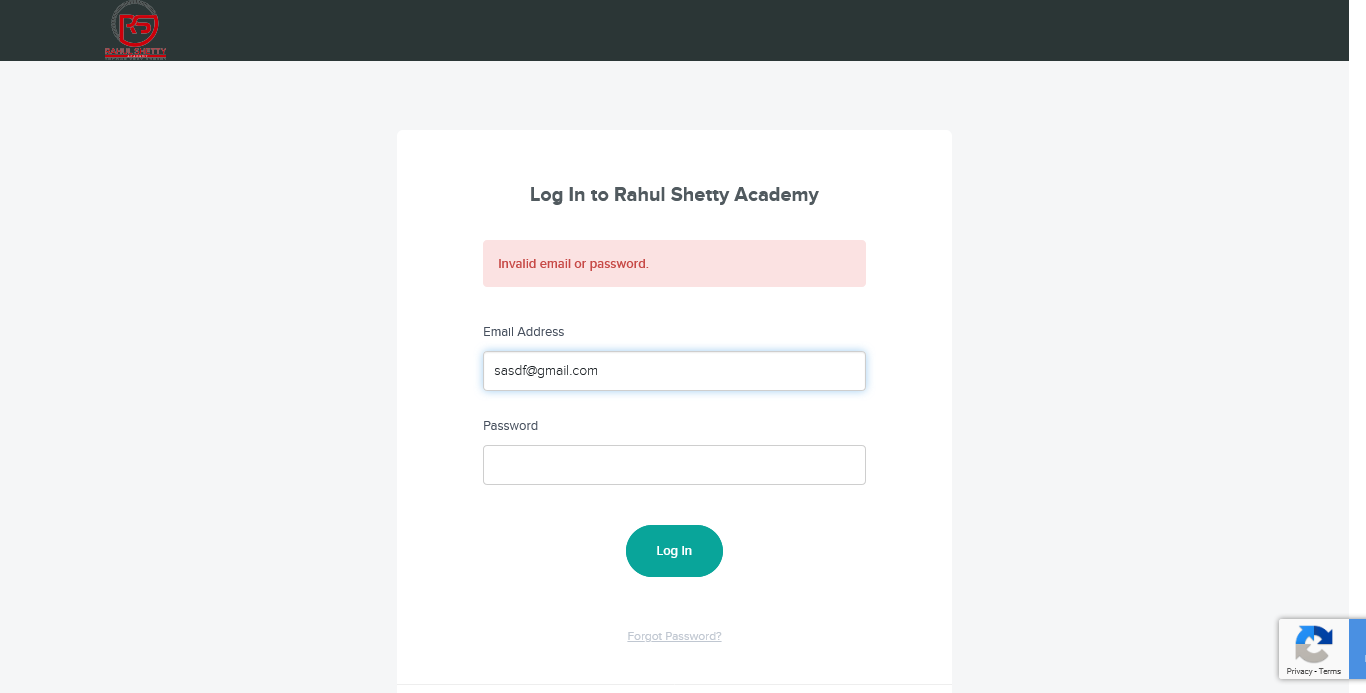 RAHUL SHETTY
Log In to Rahul Shetty Academy
Invalid email or password.
Email Address
sasdf@gmail.com
Password
Log In
Forgot Password?
Privacy - Terms